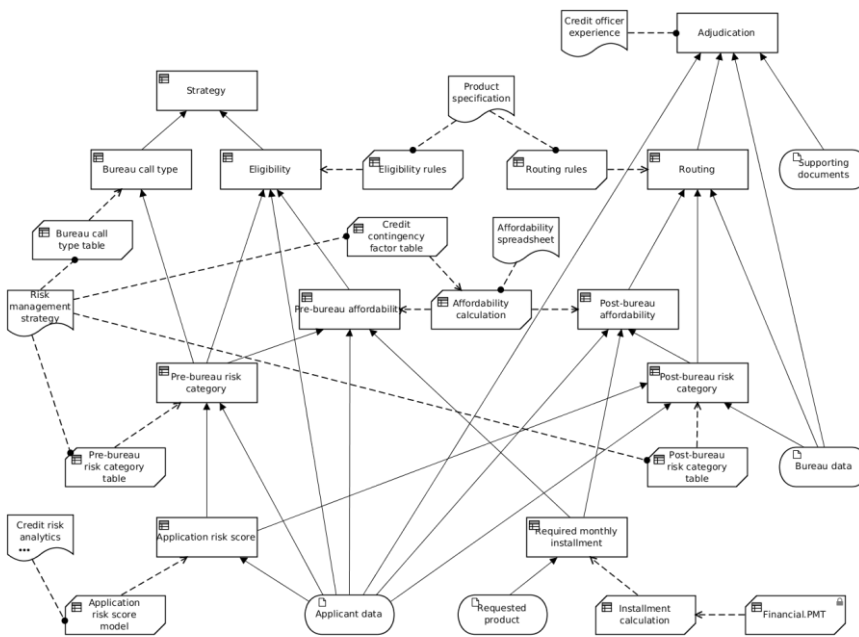 Credit officer
experience
Adjudication
Strategy
Product
specification
Bureau call type
Eligibility
Eligibility rules
Routing rules
Routing
Supporting
documents
Bureau call
type table
Credit
contingency
factor table
Affordability
spreadsheet
Risk
management
strategy
Pre-bureau affordability
Affordability
calculation
Post-bureau
affordability
Pre-bureau risk
category
Post-bureau risk
category
Pre-bureau
risk category
table
Post-bureau
risk category
table
Bureau data
Credit risk
analytics
Application risk score
Required monthly
installment
Application
risk score
model
Applicant data
Requested
product
Installment
calculation
Financial.PMT